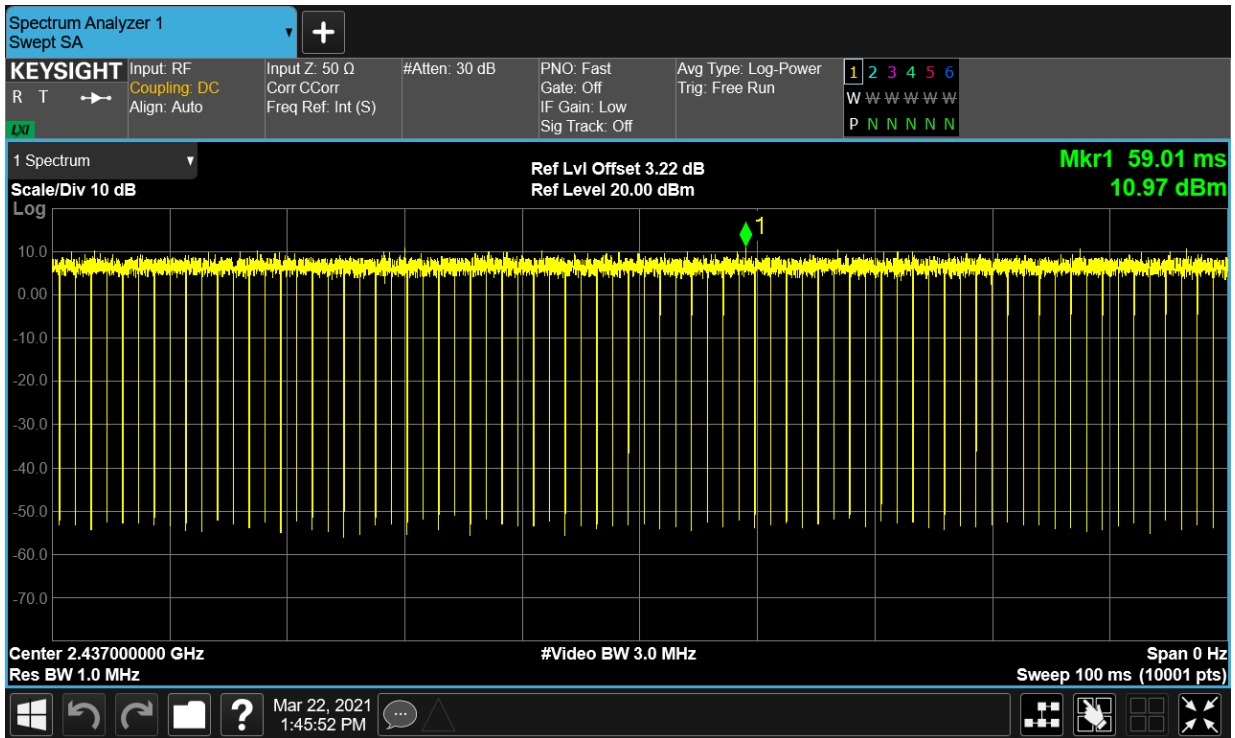 Spectrum Analyzer 1
Swept SA
+
KEYSIGHT Input: RF Input Z: 50 Ω #Atten: 30 dB PNO: Fast Avg Type: Log-Power 1 2 3 4 5 6
R T Coupling: DC Corr CCorr Gate: Off Trig: Free Run W W W W W W
Align: Auto Freq Ref: Int (S) IF Gain: Low
LXI Sig Track: Off P N N N N N
1 Spectrum Ref Lvl Offset 3.22 dB Mkr1 59.01 ms
Scale/Div 10 dB Ref Level 20.00 dBm 10.97 dBm
Log
1
10.0
0.00
-10.0
-20.0
-30.0
-40.0
-50.0
-60.0
-70.0
Center 2.437000000 GHz #Video BW 3.0 MHz Span 0 Hz
Res BW 1.0 MHz Sweep 100 ms (10001 pts)
? Mar 22, 2021
1:45:52 PM